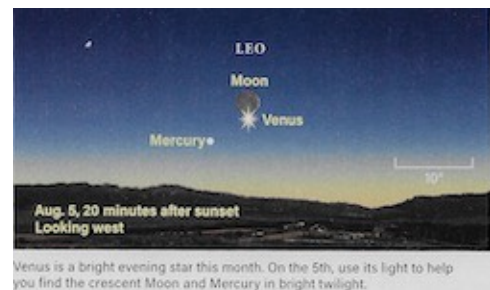 LEO
Moon
Venus
Mercury
10°
Aug. 5, 20 minutes after sunset
Looking west
Venus is a bright evening star this month. On the 5th, use its light to help
you find the crescent Moon and Mercury in bright twilight.